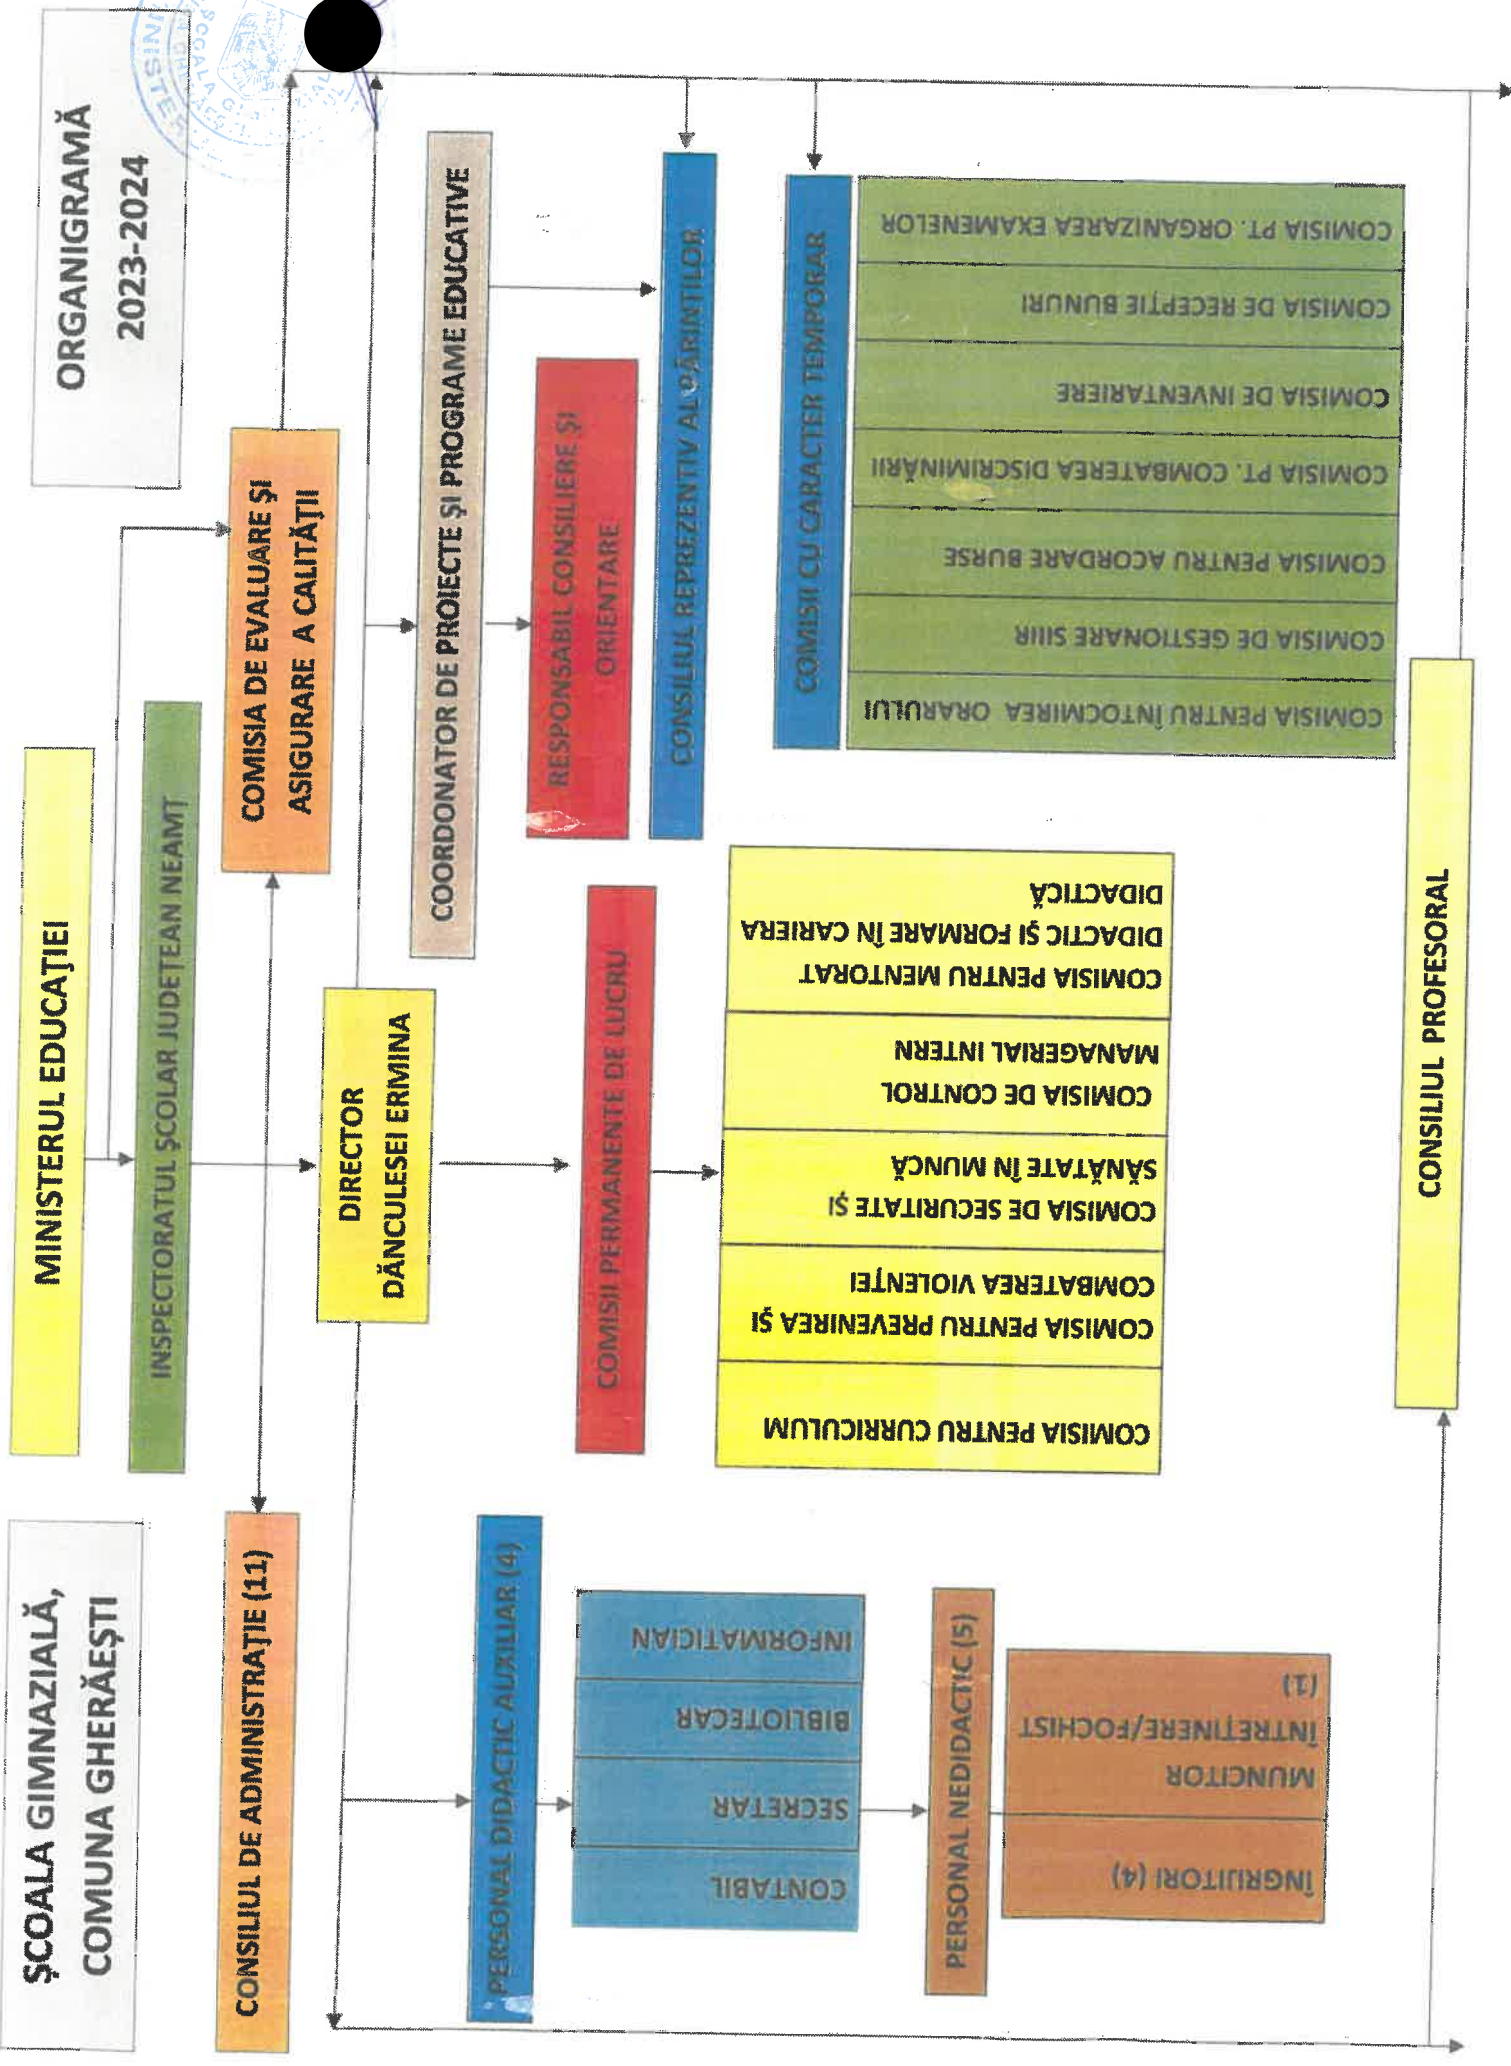 ȘCOALA GIMNAZIALĂ,
COMUNA GHERĂEȘTI
MINISTERUL EDUCAȚIEI
ORGANIGRAMĂ
2023-2024
INSPECTORATUL ȘCOLAR JUDEȚEAN NEAMT
CONSILIUL DE ADMINISTRAȚIE (11)
COMISIA DE EVALUARE ȘI
ASIGURARE A CALITĂȚII
DIRECTOR
DĂNCULESEI ERMINA
COORDONATOR DE PROIECTE ȘI PROGRAME EDUCATIVE
PERSONAL DIDACTIC AUXILIAR (4)
CONTABIL
SECRETAR
BIBLIOTECAR
INFORMATICIAN
PERSONAL NEDIDACTIC (5)
ÎNGRIJITORI (4)
MUNCITOR
ÎNTREȚINERE/FOCHIST
(1)
COMISII PERMANENTE DE LUCRU
COMISIA PENTRU CURRICULUM
COMISIA PENTRU PREVENIREA ȘI
COMBATEREA VIOLENȚEI
COMISIA DE SECURITATE ȘI
SĂNĂTATE ÎN MUNCĂ
COMISIA DE CONTROL
MANAGERIAL INTERN
COMISIA PENTRU MENTORAT
DIDACTIC ȘI FORMARE ÎN CARIERA
DIDACTICĂ
RESPONSABIL CONSILIERE ȘI
ORIENTARE
CONSILIUL REPREZENTIV AL PĂRINȚILOR
COMISII CU CARACTER TEMPORAR
COMISIA PENTRU ÎNTOCMIREA ORARULUI
COMISIA DE GESTIONARE SIIIR
COMISIA PENTRU ACORDARE BURSE
COMISIA PT. COMBATEREA DISCRIMINĂRII
COMISIA DE INVENTARIERE
COMISIA DE RECEPȚIE BUNURI
COMISIA PT. ORGANIZAREA EXAMENELOR
CONSILIUL PROFESORAL